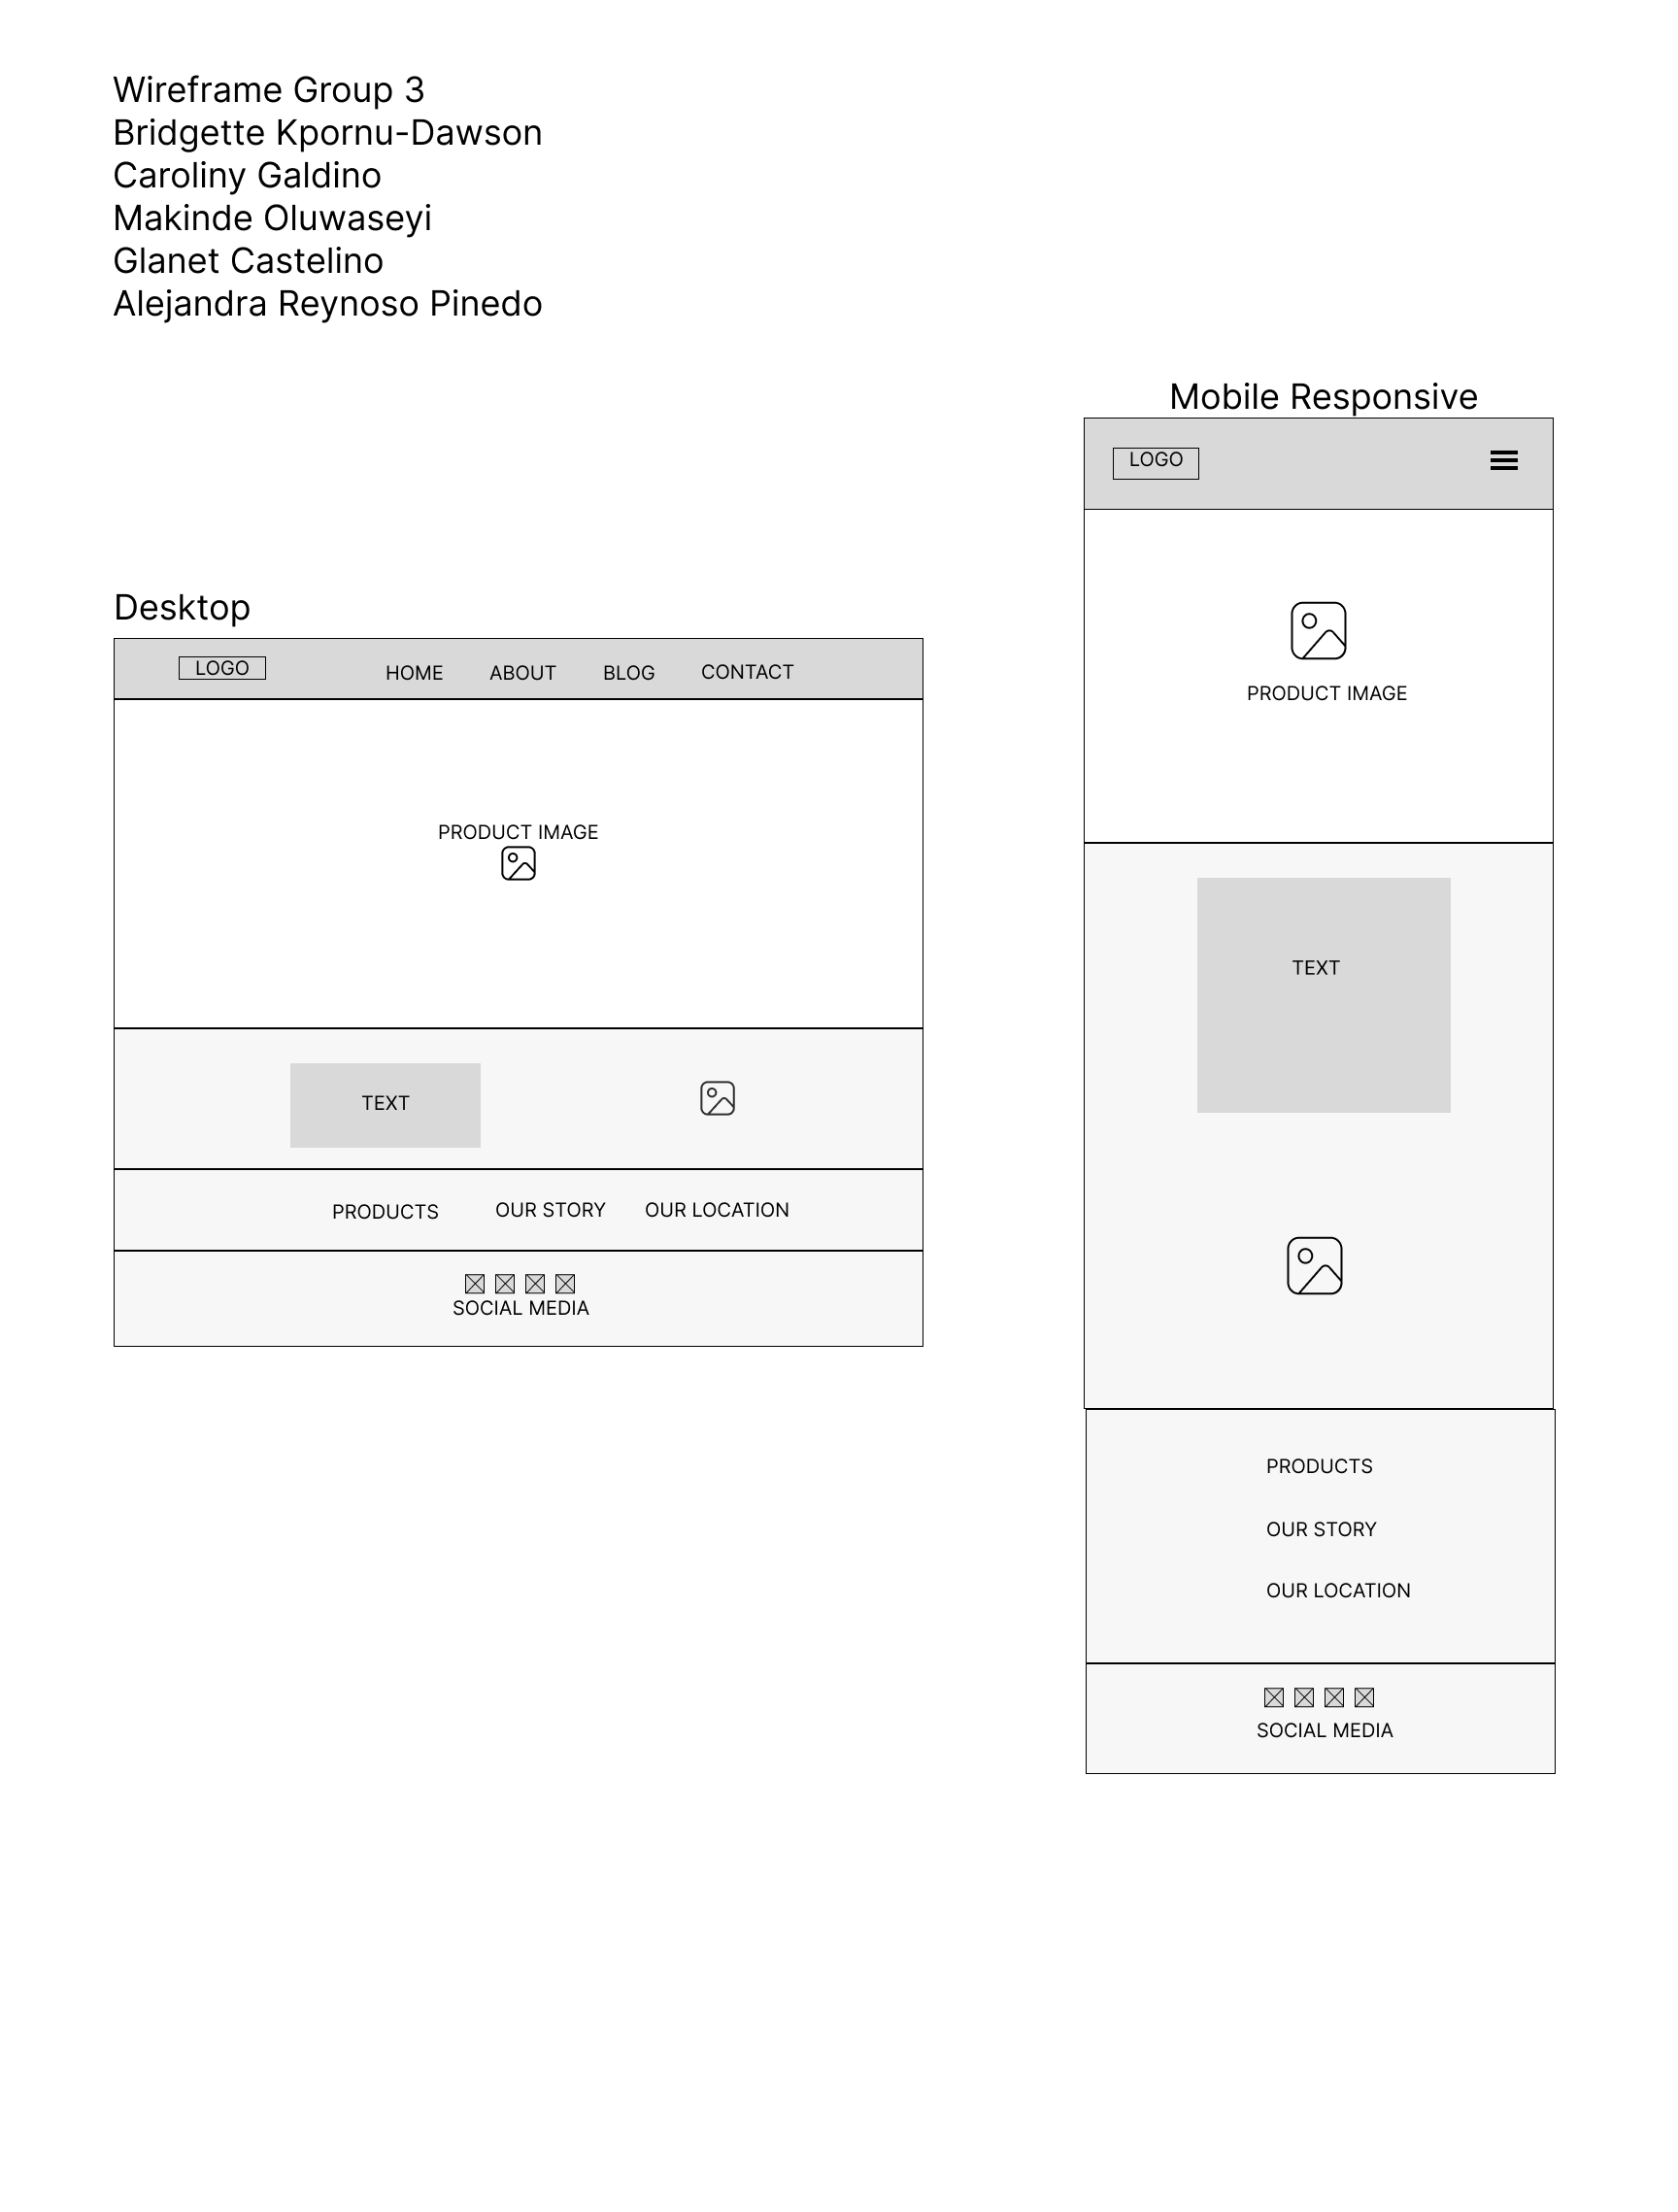 Wireframe Group 3
Bridgette Kpornu-Dawson
Caroliny Galdino
Makinde Oluwaseyi
Glanet Castelino
Alejandra Reynoso Pinedo
Desktop
LOGO HOME ABOUT BLOG CONTACT
PRODUCT IMAGE
TEXT
PRODUCTS OUR STORY OUR LOCATION
SOCIAL MEDIA
Mobile Responsive
LOGO
PRODUCT IMAGE
TEXT
PRODUCTS
OUR STORY
OUR LOCATION
SOCIAL MEDIA